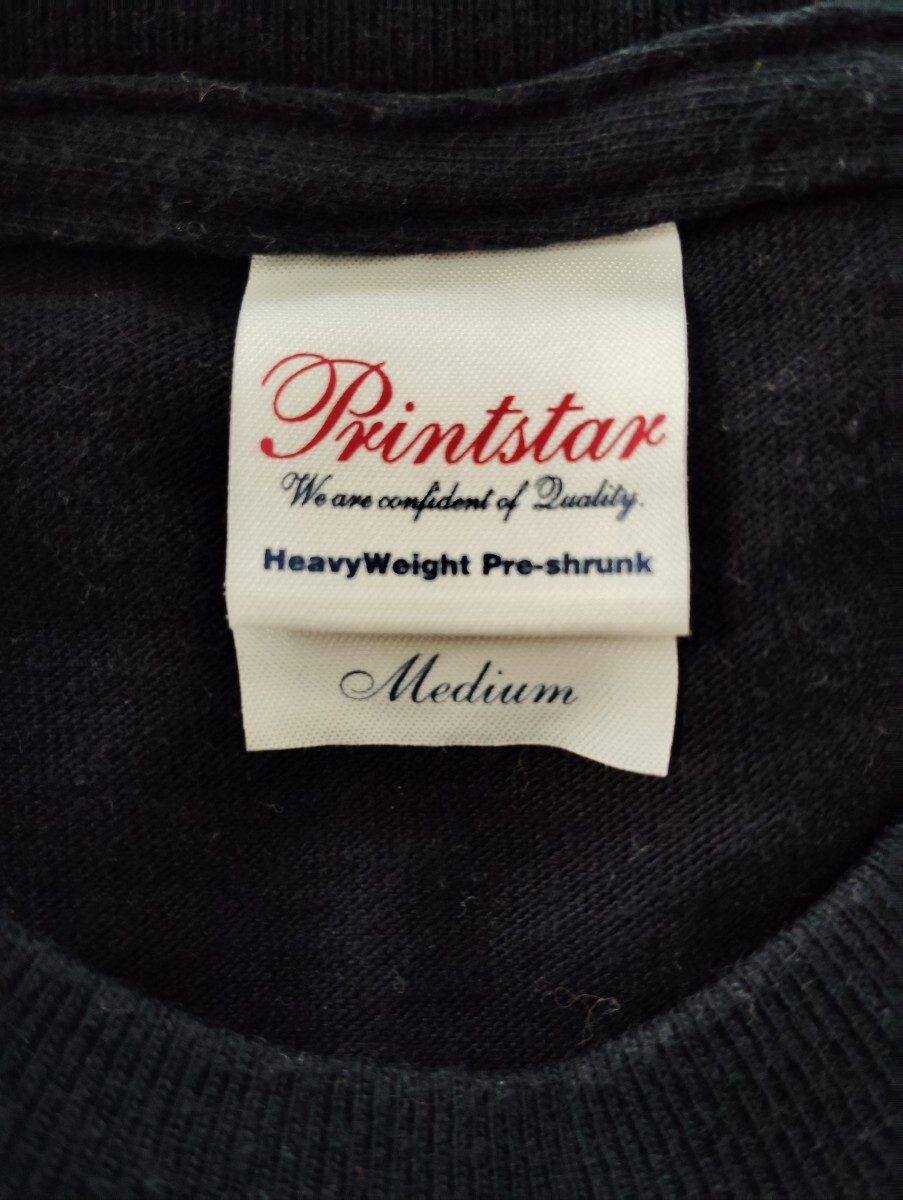 Printstar
We are confident of Quality.
HeavyWeight Pre-shrunk
Medium